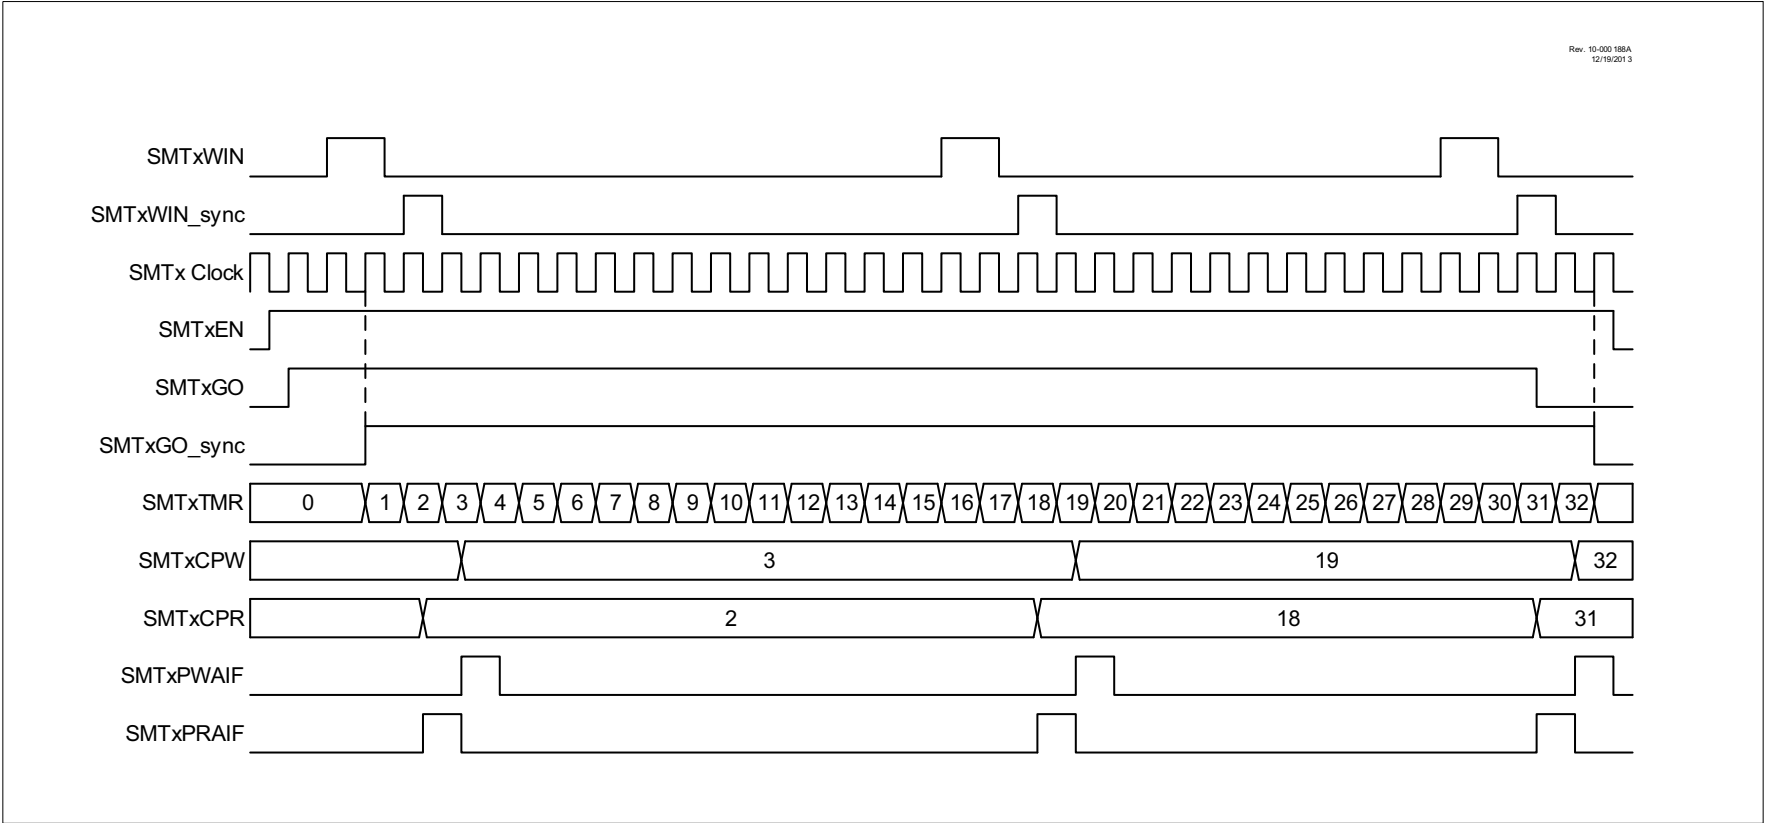 Rev. 10-000 188A
12/19/201 3
SMTxWIN
SMTxWIN_sync
SMTx Clock
SMTxEN
SMTxGO
SMTxGO_sync
SMTxTMR 0 1 2 3 4 5 6 7 8 9 10 11 12 13 14 15 16 17 18 19 20 21 22 23 24 25 26 27 28 29 30 31 32
SMTxCPW 3 19 32
SMTxCPR 2 18 31
SMTxPWAIF
SMTxPRAIF